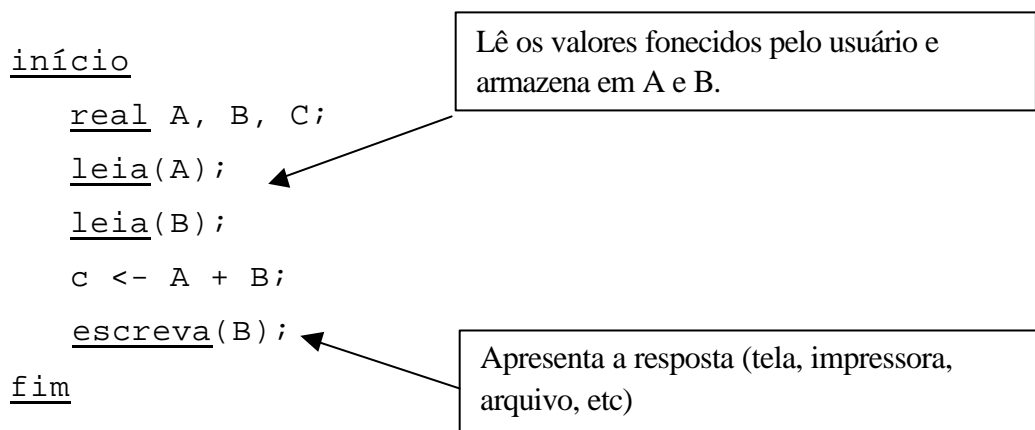 início
real A, B, C;
leia(A);
leia(B);
c <- A + B;
escreva(B);
fim
Lê os valores fonecidos pelo usuário e
armazena em A e B.
Apresenta a resposta (tela, impressora,
arquivo, etc)